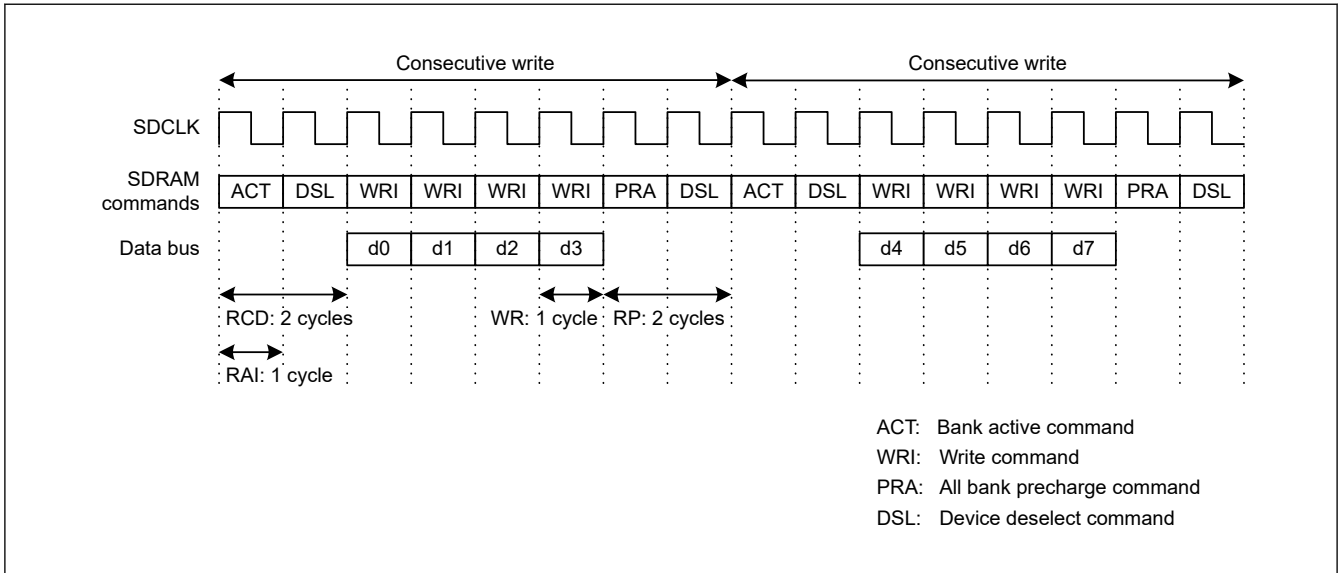 Consecutive write Consecutive write
SDCLK
SDRAM commands
ACT DSL WRI WRI WRI WRI PRA DSL ACT DSL WRI WRI WRI WRI PRA DSL
Data bus d0 d1 d2 d3 d4 d5 d6 d7
RCD: 2 cycles WR: 1 cycle RP: 2 cycles
RAI: 1 cycle
ACT: Bank active command
WRI: Write command
PRA: All bank precharge command
DSL: Device deselect command